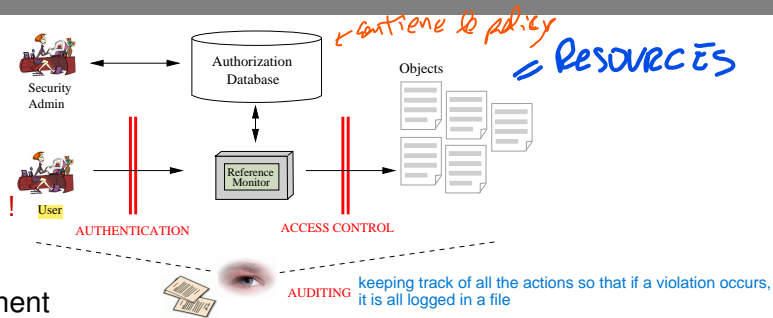 ← contiene le policy
= RESOURCES
Authorization
Database
Objects
Security
Admin
Reference
Monitor
!
User
AUTHENTICATION
ACCESS CONTROL
AUDITING
keeping track of all the actions so that if a violation occurs,
it is all logged in a file
nent